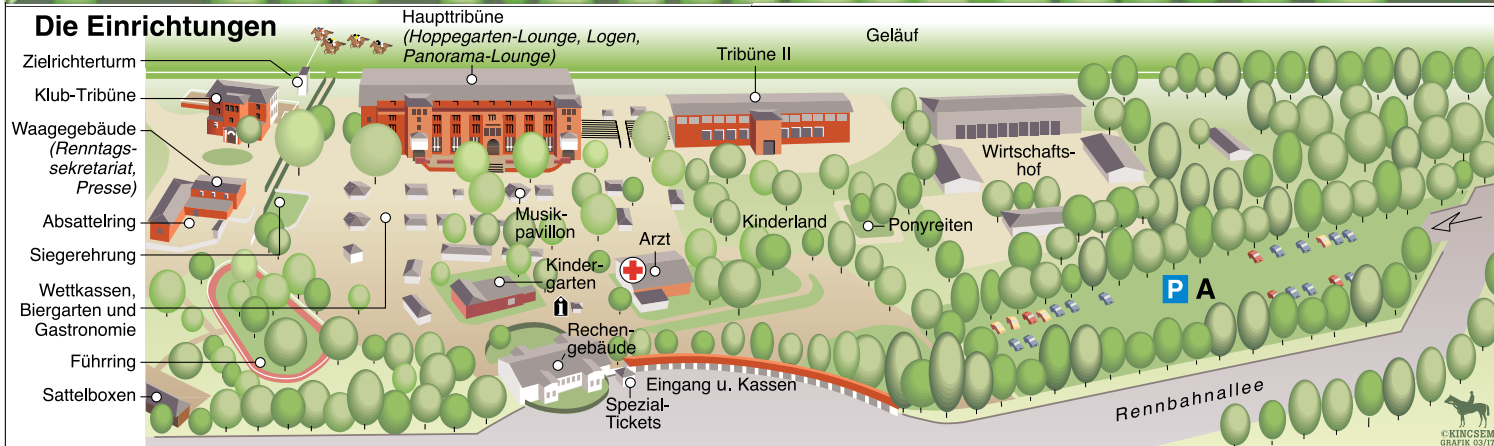 Die Einrichtungen
Zielrichterturm
Klub-Tribüne
Waagegebäude
(Renntags-
sekretariat,
Presse)
Absattelring
Siegerehrung
Wettkassen,
Biergarten und
Gastronomie
Führring
Sattelboxen
Haupttribüne
(Hoppegarten-Lounge, Logen,
Panorama-Lounge)
Tribüne II
Geläuf
Wirtschafts-
hof
Musik-
pavillon
Kinderland
Ponyreiten
Arzt
Kinder-
garten
i
Rechen-
gebäude
Eingang u. Kassen
Spezial-
Tickets
P A
Rennbahnallee
©KINCSEM
GRAFIK 03/17